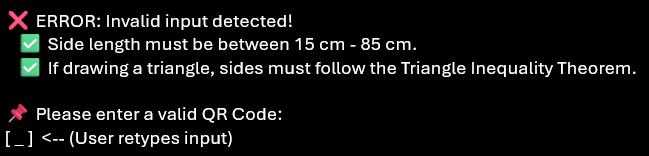 ❌ ERROR: Invalid input detected!
✅ Side length must be between 15 cm - 85 cm.
✅ If drawing a triangle, sides must follow the Triangle Inequality Theorem.
📌 Please enter a valid QR Code:
[ _ ] <-- (User retypes input)